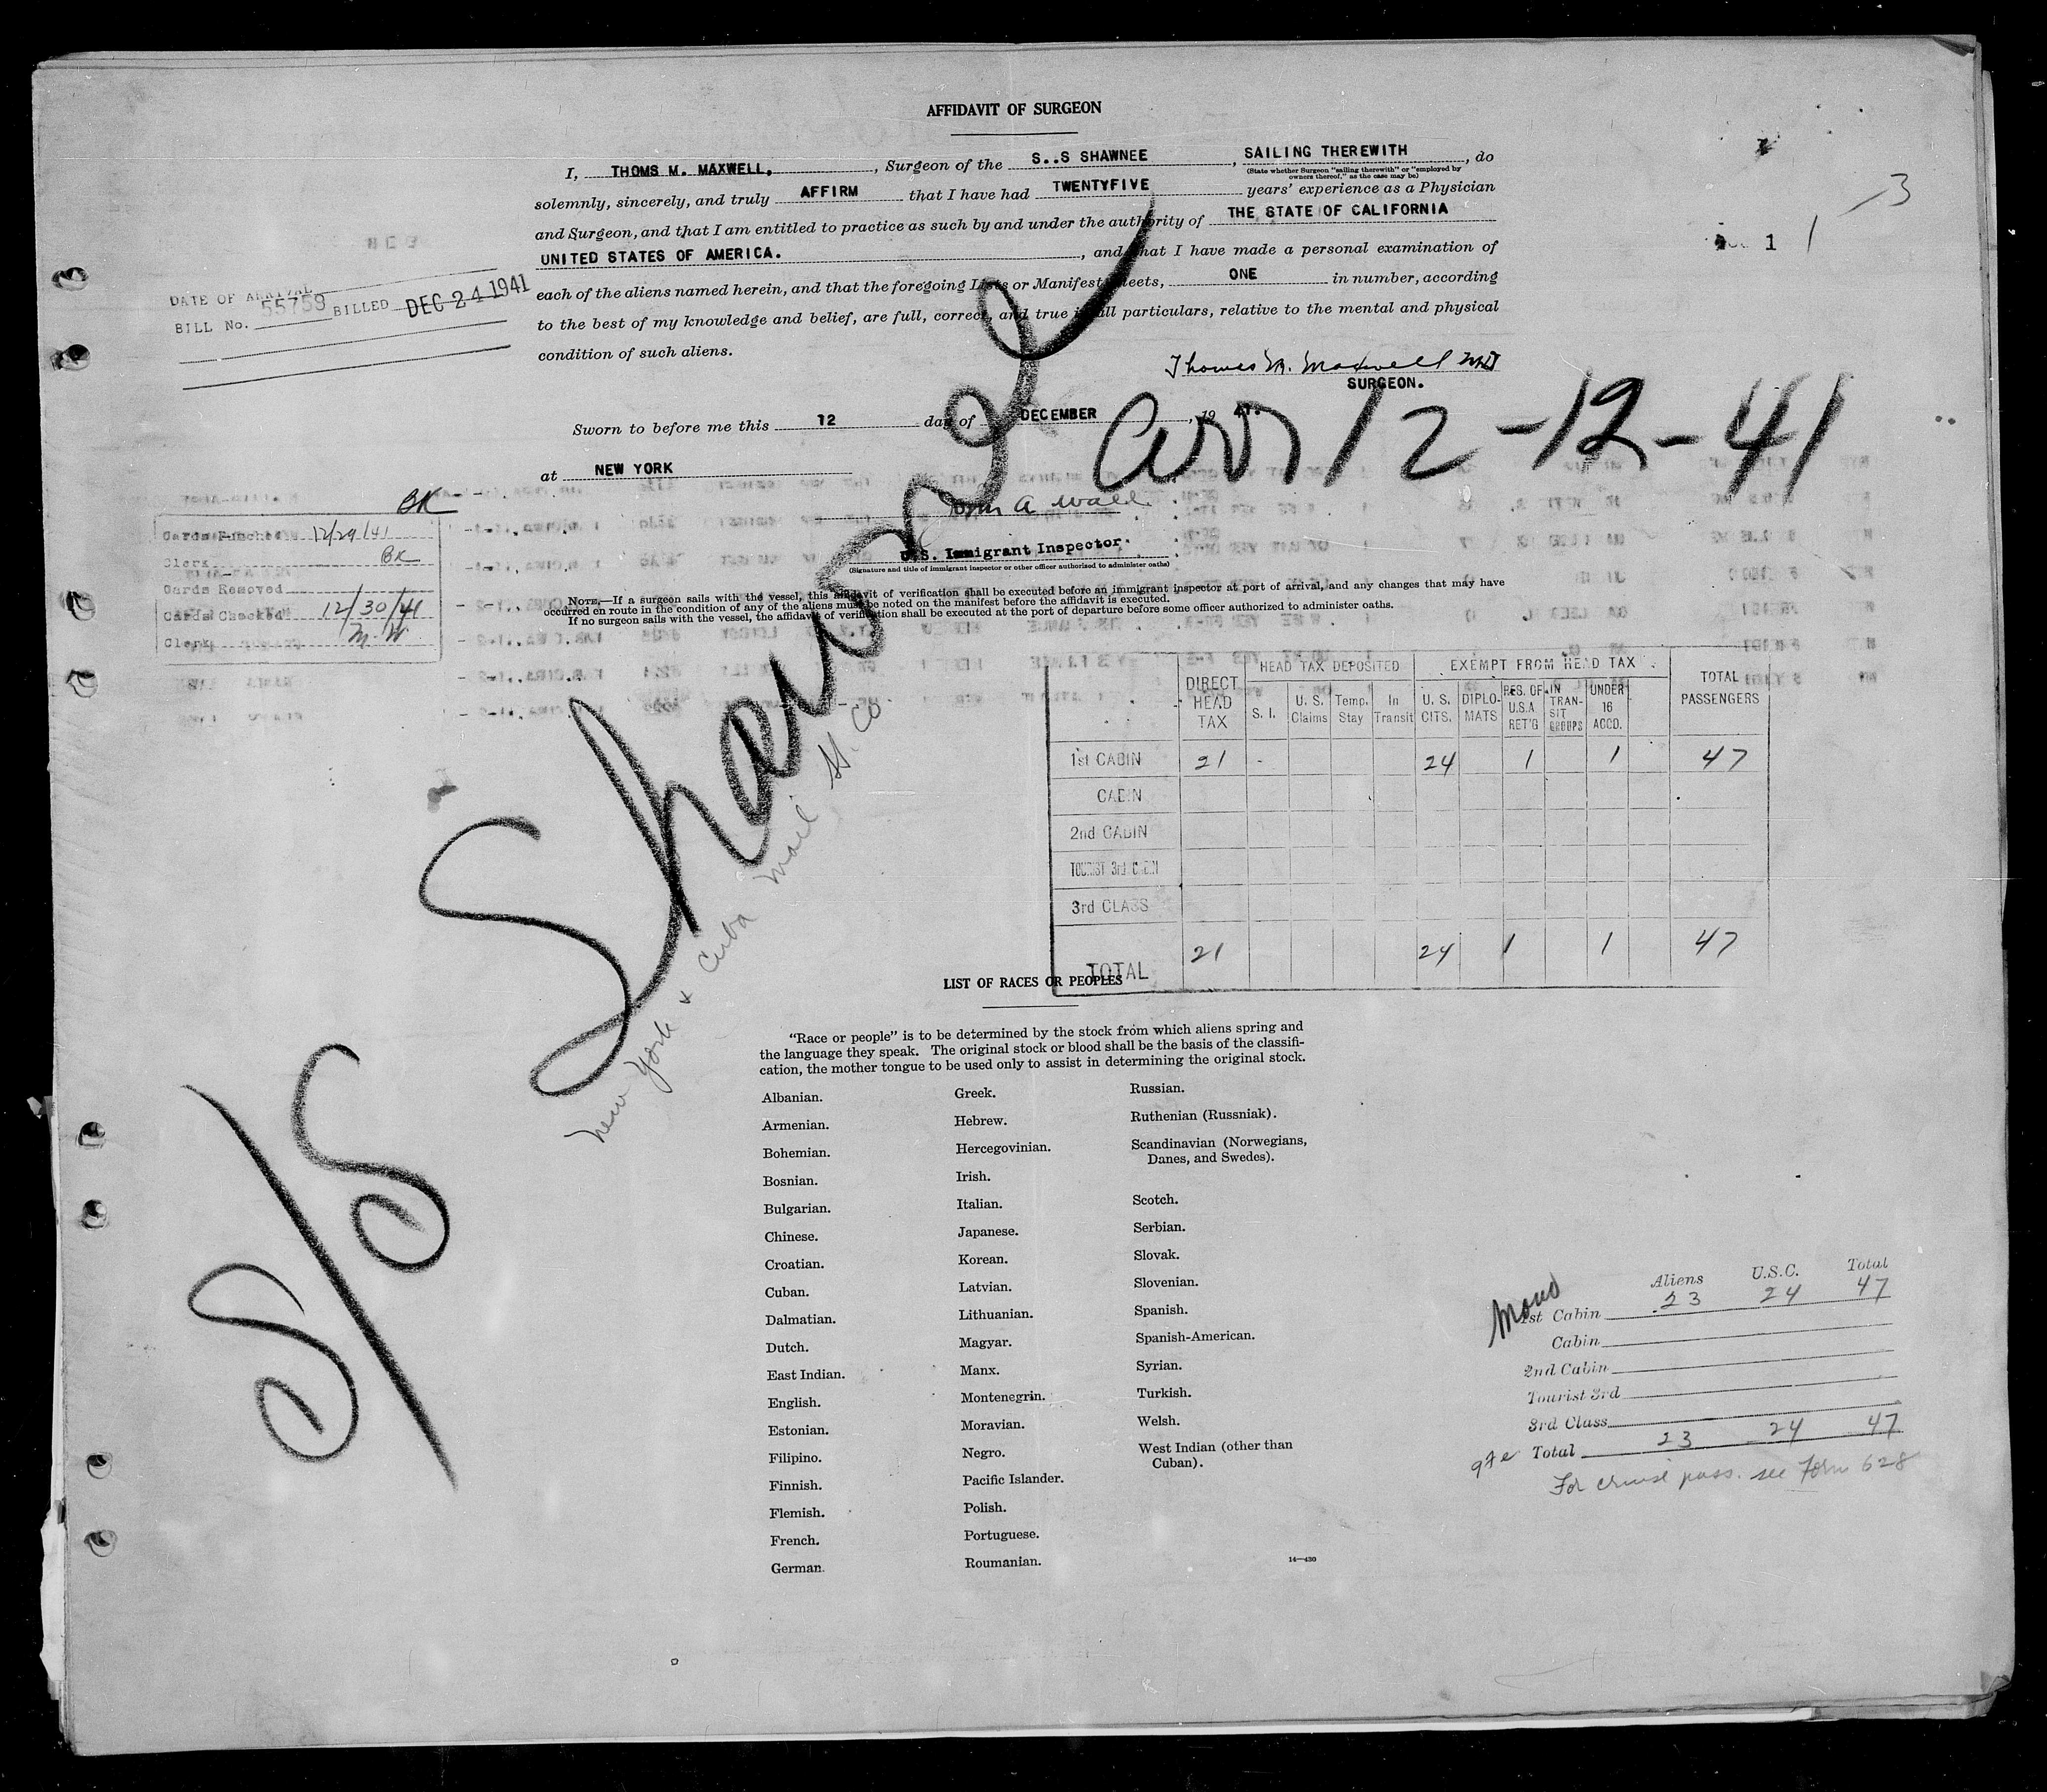 AFFIDAVIT OF SURGEON
I, THOMS M. MAXWELL, , Surgeon of the S..S SHAWNEE , SAILING THEREWITH , do
(State whether Surgeon "sailing therewith" or "employed by owners thereof," as the case may be)
solemnly, sincerely, and truly AFFIRM that I have had TWENTYFIVE years' experience as a Physician
and Surgeon, and that I am entitled to practice as such by and under the authority of THE STATE OF CALIFORNIA
UNITED STATES OF AMERICA. , and that I have made a personal examination of
each of the aliens named herein, and that the foregoing Lists or Manifest Sheets, ONE in number, according
to the best of my knowledge and belief, are full, correct, and true in all particulars, relative to the mental and physical
condition of such aliens.
Thomas M. Maxwell MD
SURGEON.
Sworn to before me this 12 day of DECEMBER , 19 41.
at NEW YORK
U.S. Immigrant Inspector.
(Signature and title of immigrant inspector or other officer authorized to administer oaths)
NOTE.—If a surgeon sails with the vessel, this affidavit of verification shall be executed before an immigrant inspector at port of arrival, and any changes that may have
occurred en route in the condition of any of the aliens must be noted on the manifest before the affidavit is executed.
If no surgeon sails with the vessel, the affidavit of verification shall be executed at the port of departure before some officer authorized to administer oaths.
3
1
DATE OF ARRIVAL
BILL No. 55759 BILLED DEC 24 1941
Arr 12-12-41
BK
Cards Punched 12/29/41
Clerk BK
Cards Removed
Cards Checked 12/30/41
Clerk M.W.
S/S Shawnee
New York & Cuba Mail SS. Co
DIRECT HEAD TAX
HEAD TAX DEPOSITED
EXEMPT FROM HEAD TAX
TOTAL PASSENGERS
S. I.
U. S. Claims
Temp. Stay
In Transit
U. S. CITS.
DIPLOMATS
RES. OF U.S.A. RET'G
IN TRANSIT GROUPS
UNDER 16 ACCD.
1st CABIN 21 - 24 1 1 47
CABIN
2nd CABIN
TOURIST 3rd CABIN
3rd CLASS
TOTAL 21 24 1 1 47
LIST OF RACES OR PEOPLES
"Race or people" is to be determined by the stock from which aliens spring and
the language they speak. The original stock or blood shall be the basis of the classifi-
cation, the mother tongue to be used only to assist in determining the original stock.
Albanian.
Armenian.
Bohemian.
Bosnian.
Bulgarian.
Chinese.
Croatian.
Cuban.
Dalmatian.
Dutch.
East Indian.
English.
Estonian.
Filipino.
Finnish.
Flemish.
French.
German.
Greek.
Hebrew.
Hercegovinian.
Irish.
Italian.
Japanese.
Korean.
Latvian.
Lithuanian.
Magyar.
Manx.
Montenegrin.
Moravian.
Negro.
Pacific Islander.
Polish.
Portuguese.
Roumanian.
Russian.
Ruthenian (Russniak).
Scandinavian (Norwegians,
Danes, and Swedes).
Scotch.
Serbian.
Slovak.
Slovenian.
Spanish.
Spanish-American.
Syrian.
Turkish.
Welsh.
West Indian (other than
Cuban).
14—430
Aliens U.S.C. Total
1st Cabin 23 24 47
Cabin
2nd Cabin
Tourist 3rd
3rd Class
Total 23 24 47
For cruise pass. see Form 628